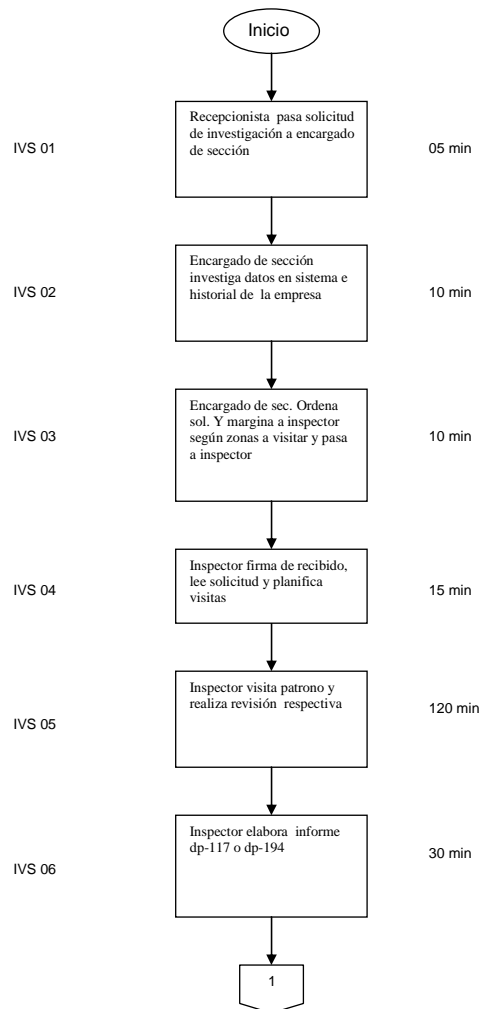 Inicio
IVS 01
Recepcionista pasa solicitud
de investigación a encargado
de sección
05 min
IVS 02
Encargado de sección
investiga datos en sistema e
historial de la empresa
10 min
IVS 03
Encargado de sec. Ordena
sol. Y margina a inspector
según zonas a visitar y pasa
a inspector
10 min
IVS 04
Inspector firma de recibido,
lee solicitud y planifica
visitas
15 min
IVS 05
Inspector visita patrono y
realiza revisión respectiva
120 min
IVS 06
Inspector elabora informe
dp-117 o dp-194
30 min
1